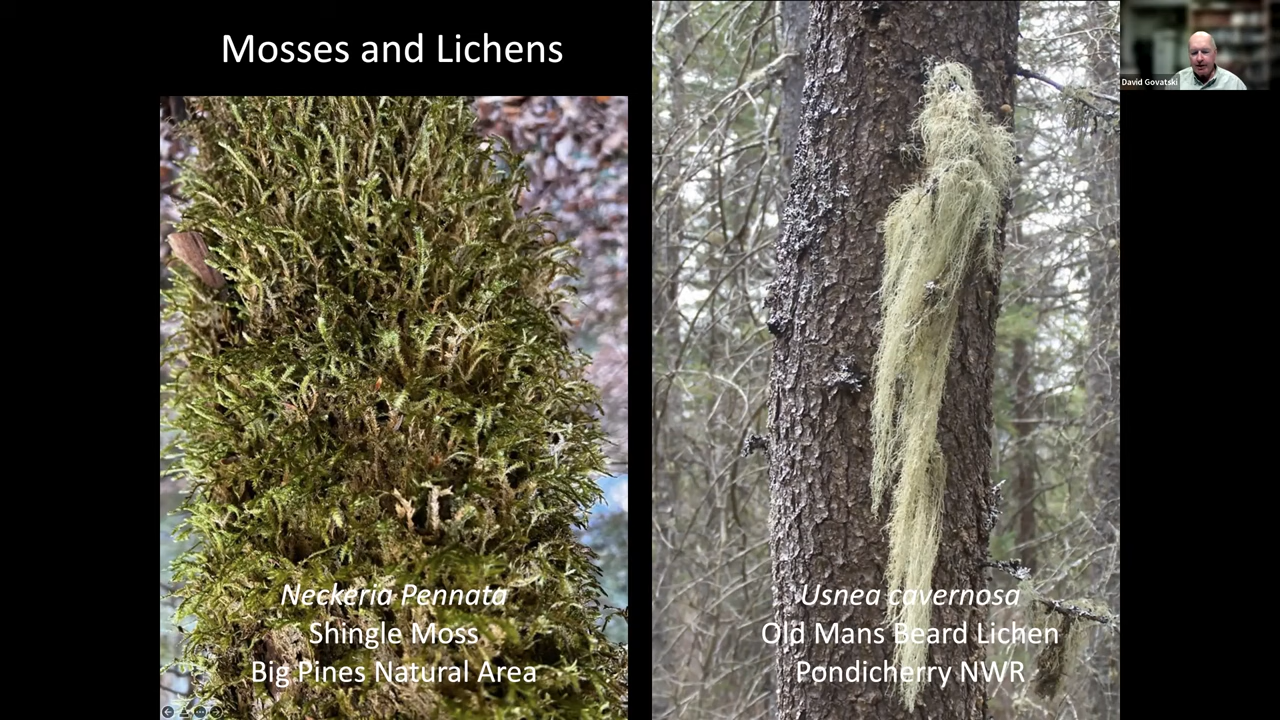 Mosses and Lichens
David Govatski
Neckeria Pennata
Shingle Moss
Big Pines Natural Area
Usnea cavernosa
Old Mans Beard Lichen
Pondicherry NWR